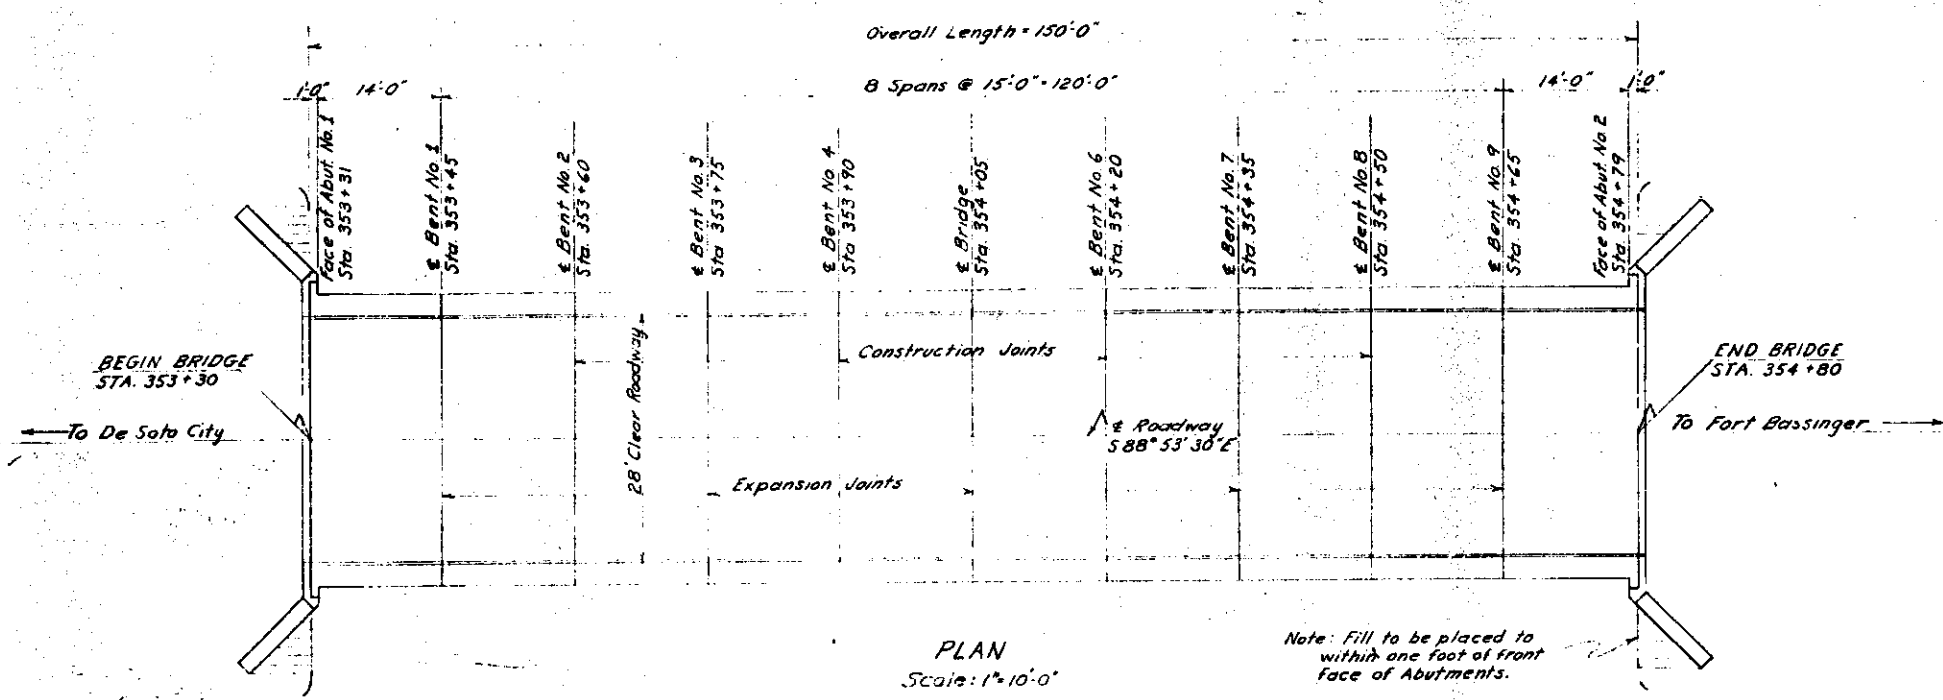 Overall Length = 150'-0"
8 Spans @ 15'-0" = 120'-0"
1'-0"
14'-0"
14'-0"
1'-0"
Face of Abut. No. 1
Sta. 353 + 31
℄ Bent No. 1
Sta. 353 + 45
℄ Bent No. 2
Sta. 353 + 60
℄ Bent No. 3
Sta 353 + 75
℄ Bent No 4
Sta 353 + 90
℄ Bridge
Sta. 354 + 05
℄ Bent No. 6
Sta. 354 + 20
℄ Bent No. 7
Sta. 354 + 35
℄ Bent No. 8
Sta. 354 + 50
℄ Bent No. 9
Sta. 354 + 65
Face of Abut. No. 2
Sta. 354 + 79
BEGIN BRIDGE
STA. 353 + 30
To De Soto City
28' Clear Roadway
Construction Joints
Expansion Joints
℄ Roadway
S 88° 53' 30" E
END BRIDGE
STA. 354 + 80
To Fort Bassinger
PLAN
Scale: 1" = 10'-0"
Note: Fill to be placed to
within one foot of front
face of Abutments.